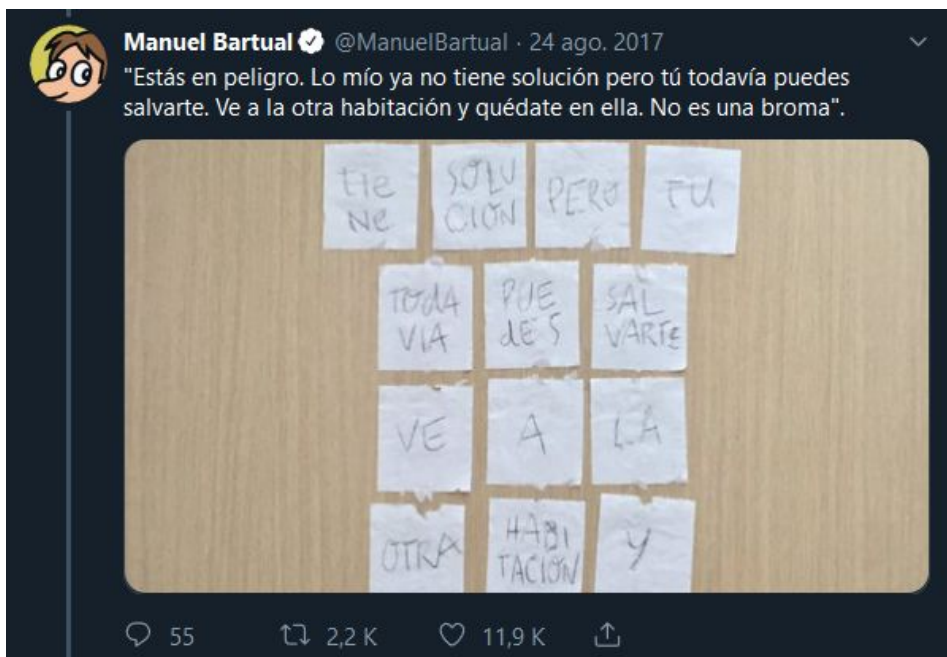 Manuel Bartual @ManuelBartual · 24 ago. 2017
"Estás en peligro. Lo mío ya no tiene solución pero tú todavía puedes
salvarte. Ve a la otra habitación y quédate en ella. No es una broma".
tie SOLU PERO TU
Ne CION
TOdA PUE SAL
VIA dES VARTE
VE A LA
OTRA HABI Y
TACION
55 2,2 K 11,9 K